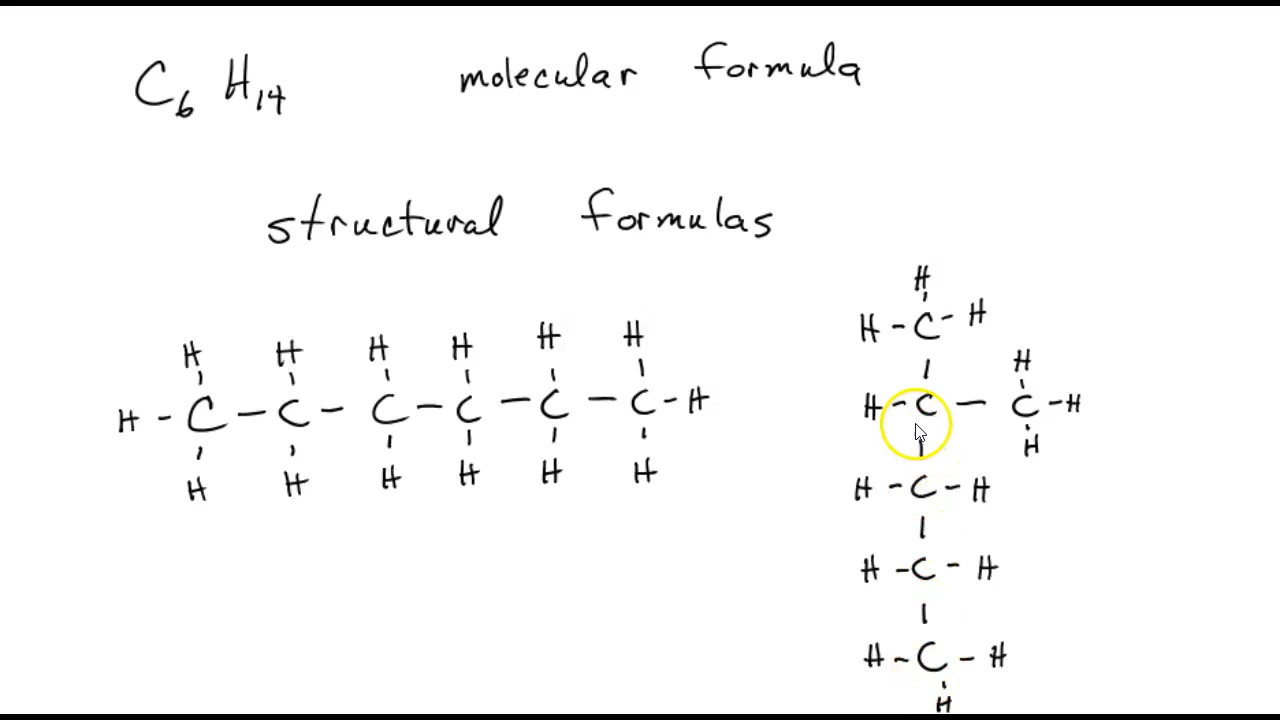 C6 H14 molecular formula
structural formulas
H H H H H H
H - C - C - C - C - C - C - H
H H H H H H
H
H - C - H
H
H - C - C - H
H
H - C - H
H - C - H
H - C - H
H